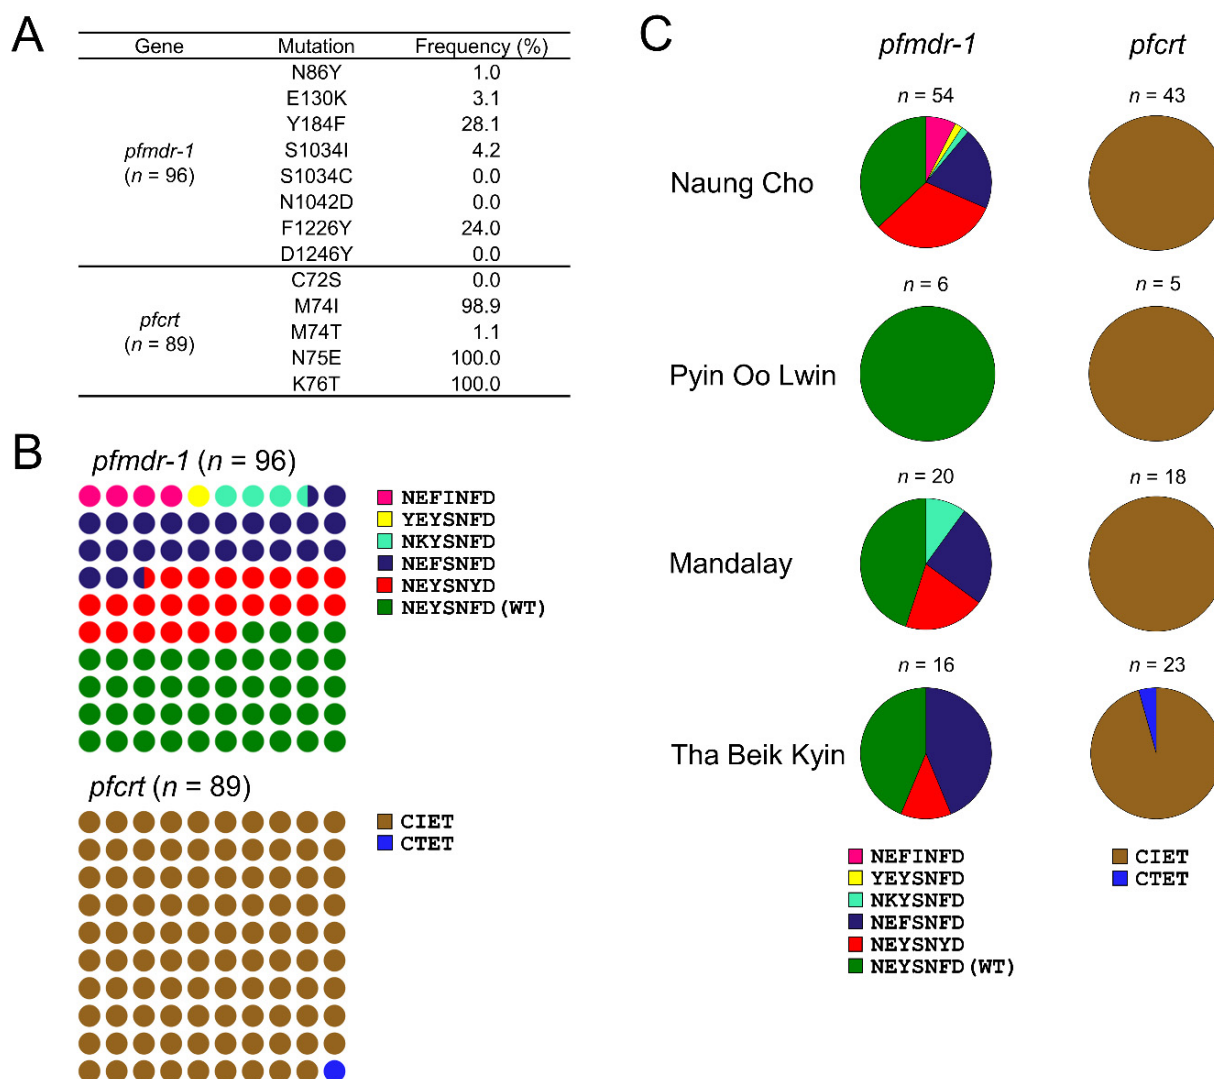 A
Gene Mutation Frequency (%)
pfmdr-1
(n = 96)
N86Y 1.0
E130K 3.1
Y184F 28.1
S1034I 4.2
S1034C 0.0
N1042D 0.0
F1226Y 24.0
D1246Y 0.0
pfcrt
(n = 89)
C72S 0.0
M74I 98.9
M74T 1.1
N75E 100.0
K76T 100.0
B
pfmdr-1 (n = 96)
NEFINFD
YEYSNFD
NKYSNFD
NEFSNFD
NEYSNYD
NEYSNFD(WT)
pfcrt (n = 89)
CIET
CTET
C
pfmdr-1 pfcrt
n = 54 n = 43
Naung Cho
n = 6 n = 5
Pyin Oo Lwin
n = 20 n = 18
Mandalay
n = 16 n = 23
Tha Beik Kyin
NEFINFD
YEYSNFD
NKYSNFD
NEFSNFD
NEYSNYD
NEYSNFD(WT)
CIET
CTET